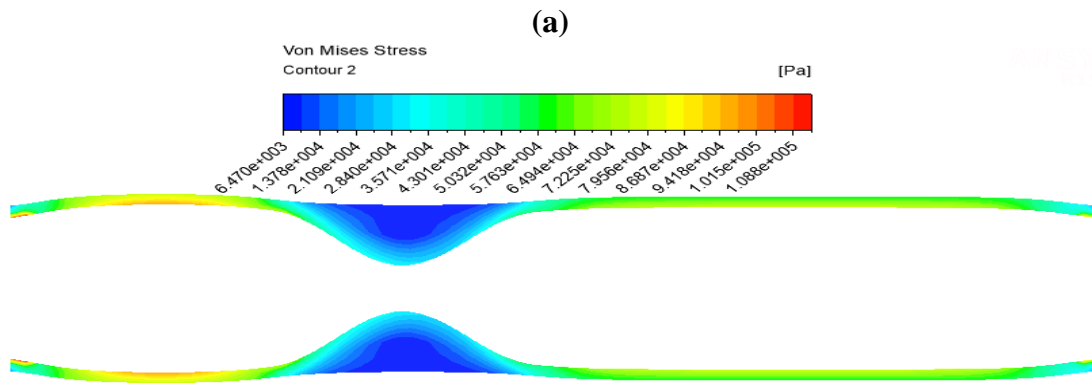 (a)
Von Mises Stress
Contour 2
[Pa]
6.470e+003
1.378e+004
2.109e+004
2.840e+004
3.571e+004
4.301e+004
5.032e+004
5.763e+004
6.494e+004
7.225e+004
7.956e+004
8.687e+004
9.418e+004
1.015e+005
1.088e+005